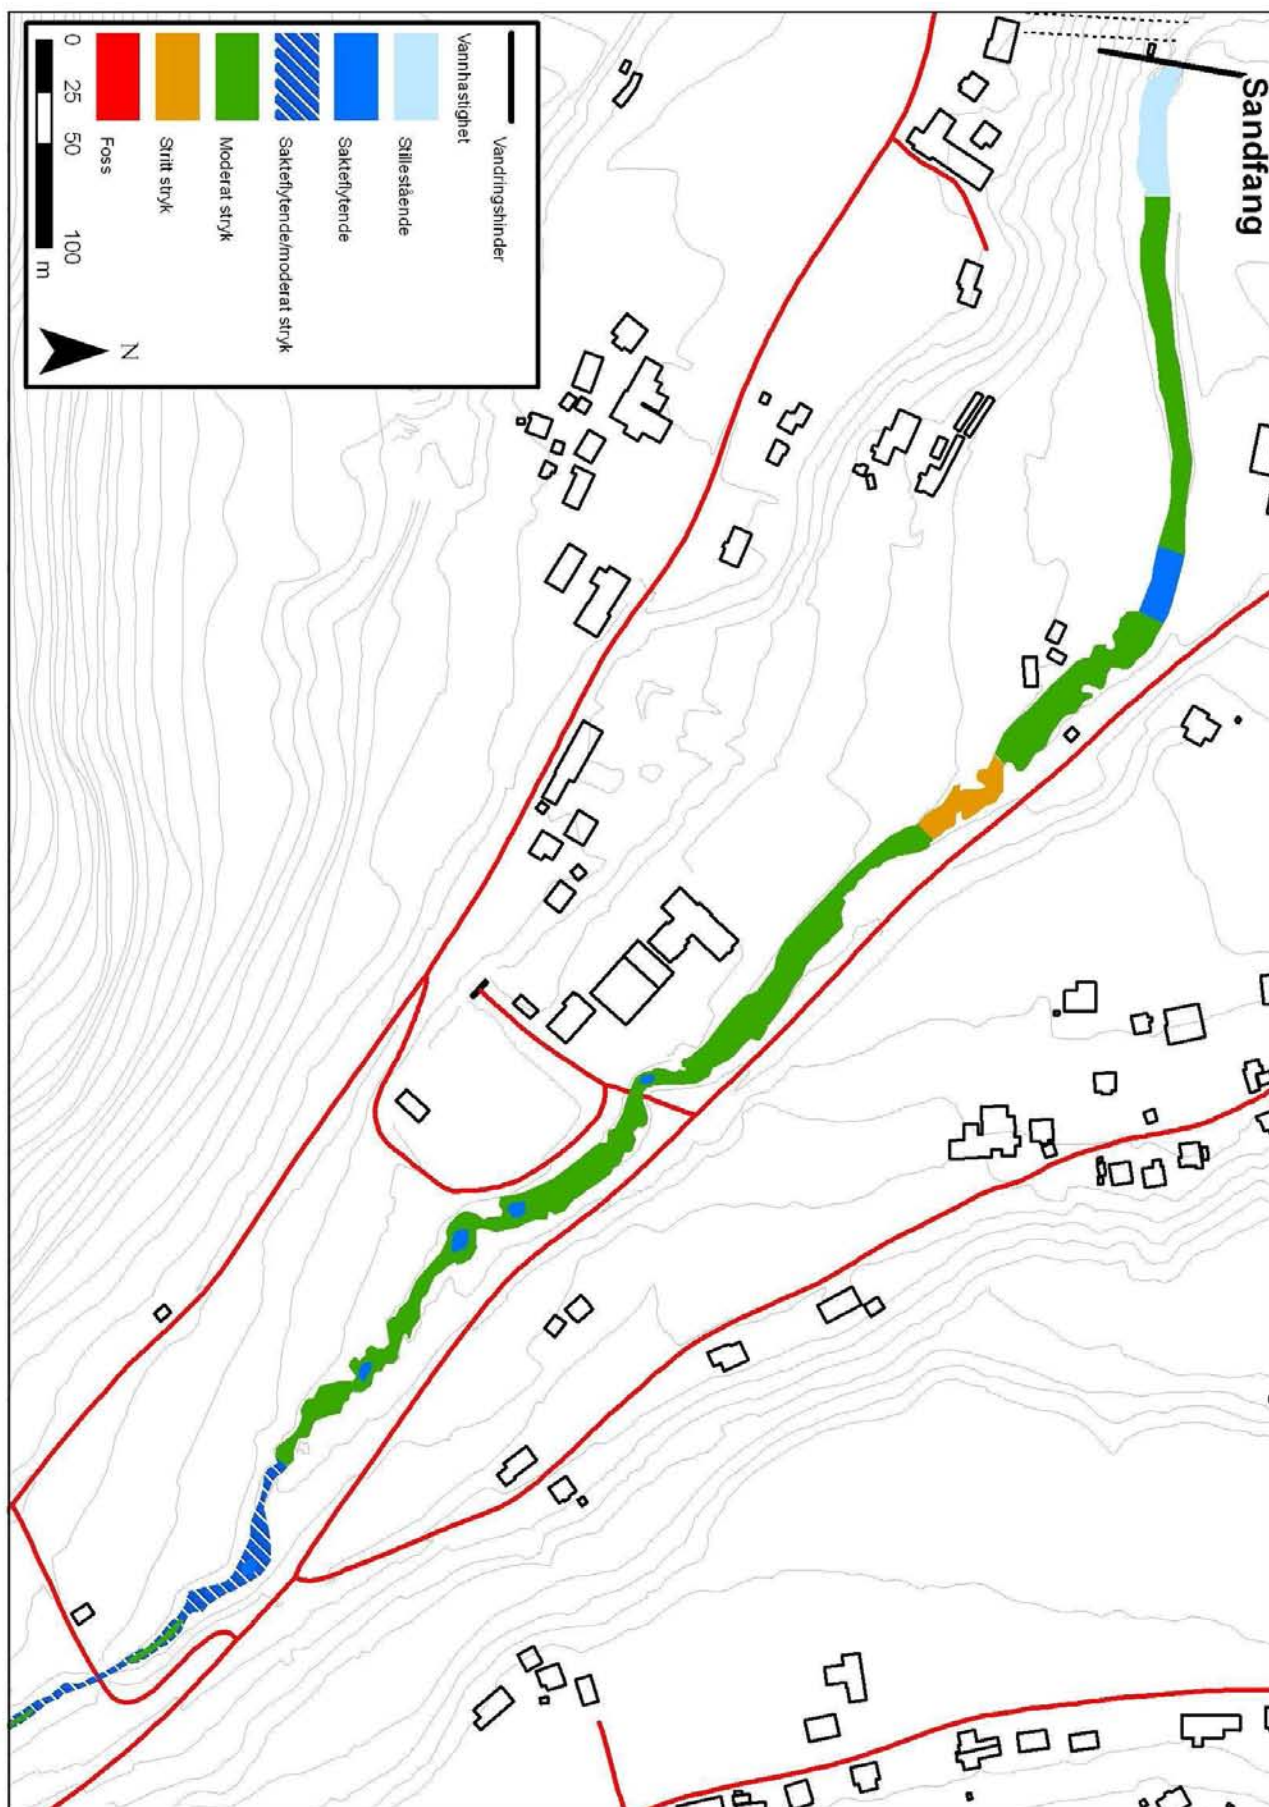 Sandfang
Vandringshinder
Vannhastighet
Stillestående
Sakteflytende
Sakteflytende/moderat stryk
Moderat stryk
Stritt stryk
Foss
0 25 50 100
m
N